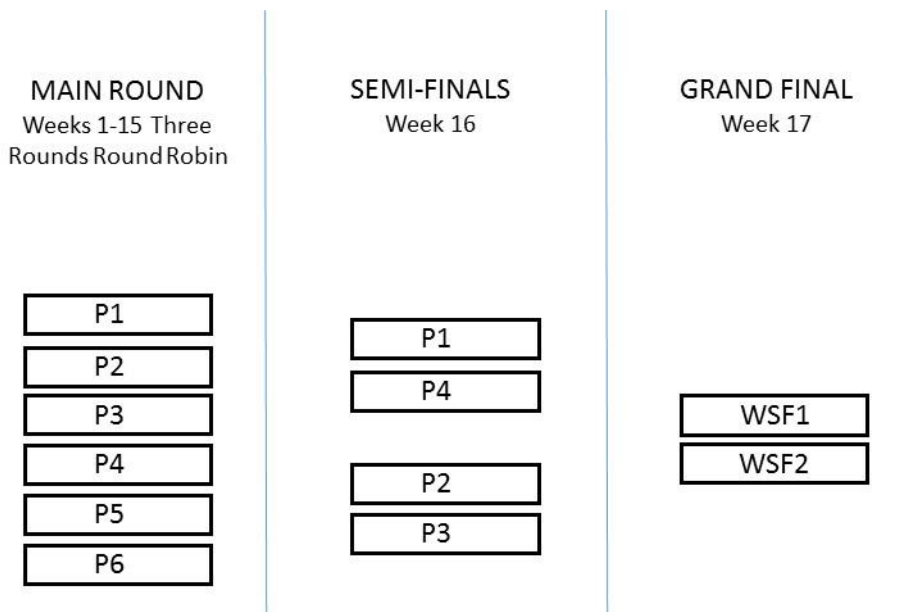 MAIN ROUND
Weeks 1-15 Three
Rounds Round Robin
P1
P2
P3
P4
P5
P6
SEMI-FINALS
Week 16
P1
P4
P2
P3
GRAND FINAL
Week 17
WSF1
WSF2